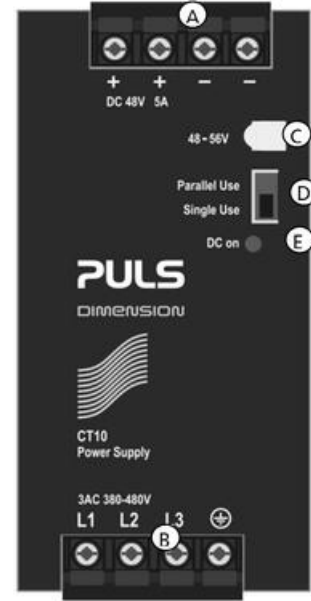 A
+ + − −
DC 48V 5A
48-56V C
Parallel Use
D
Single Use
DC on E
PULS
DIMENSION
CT10
Power Supply
3AC 380-480V
L1 L2 L3
B